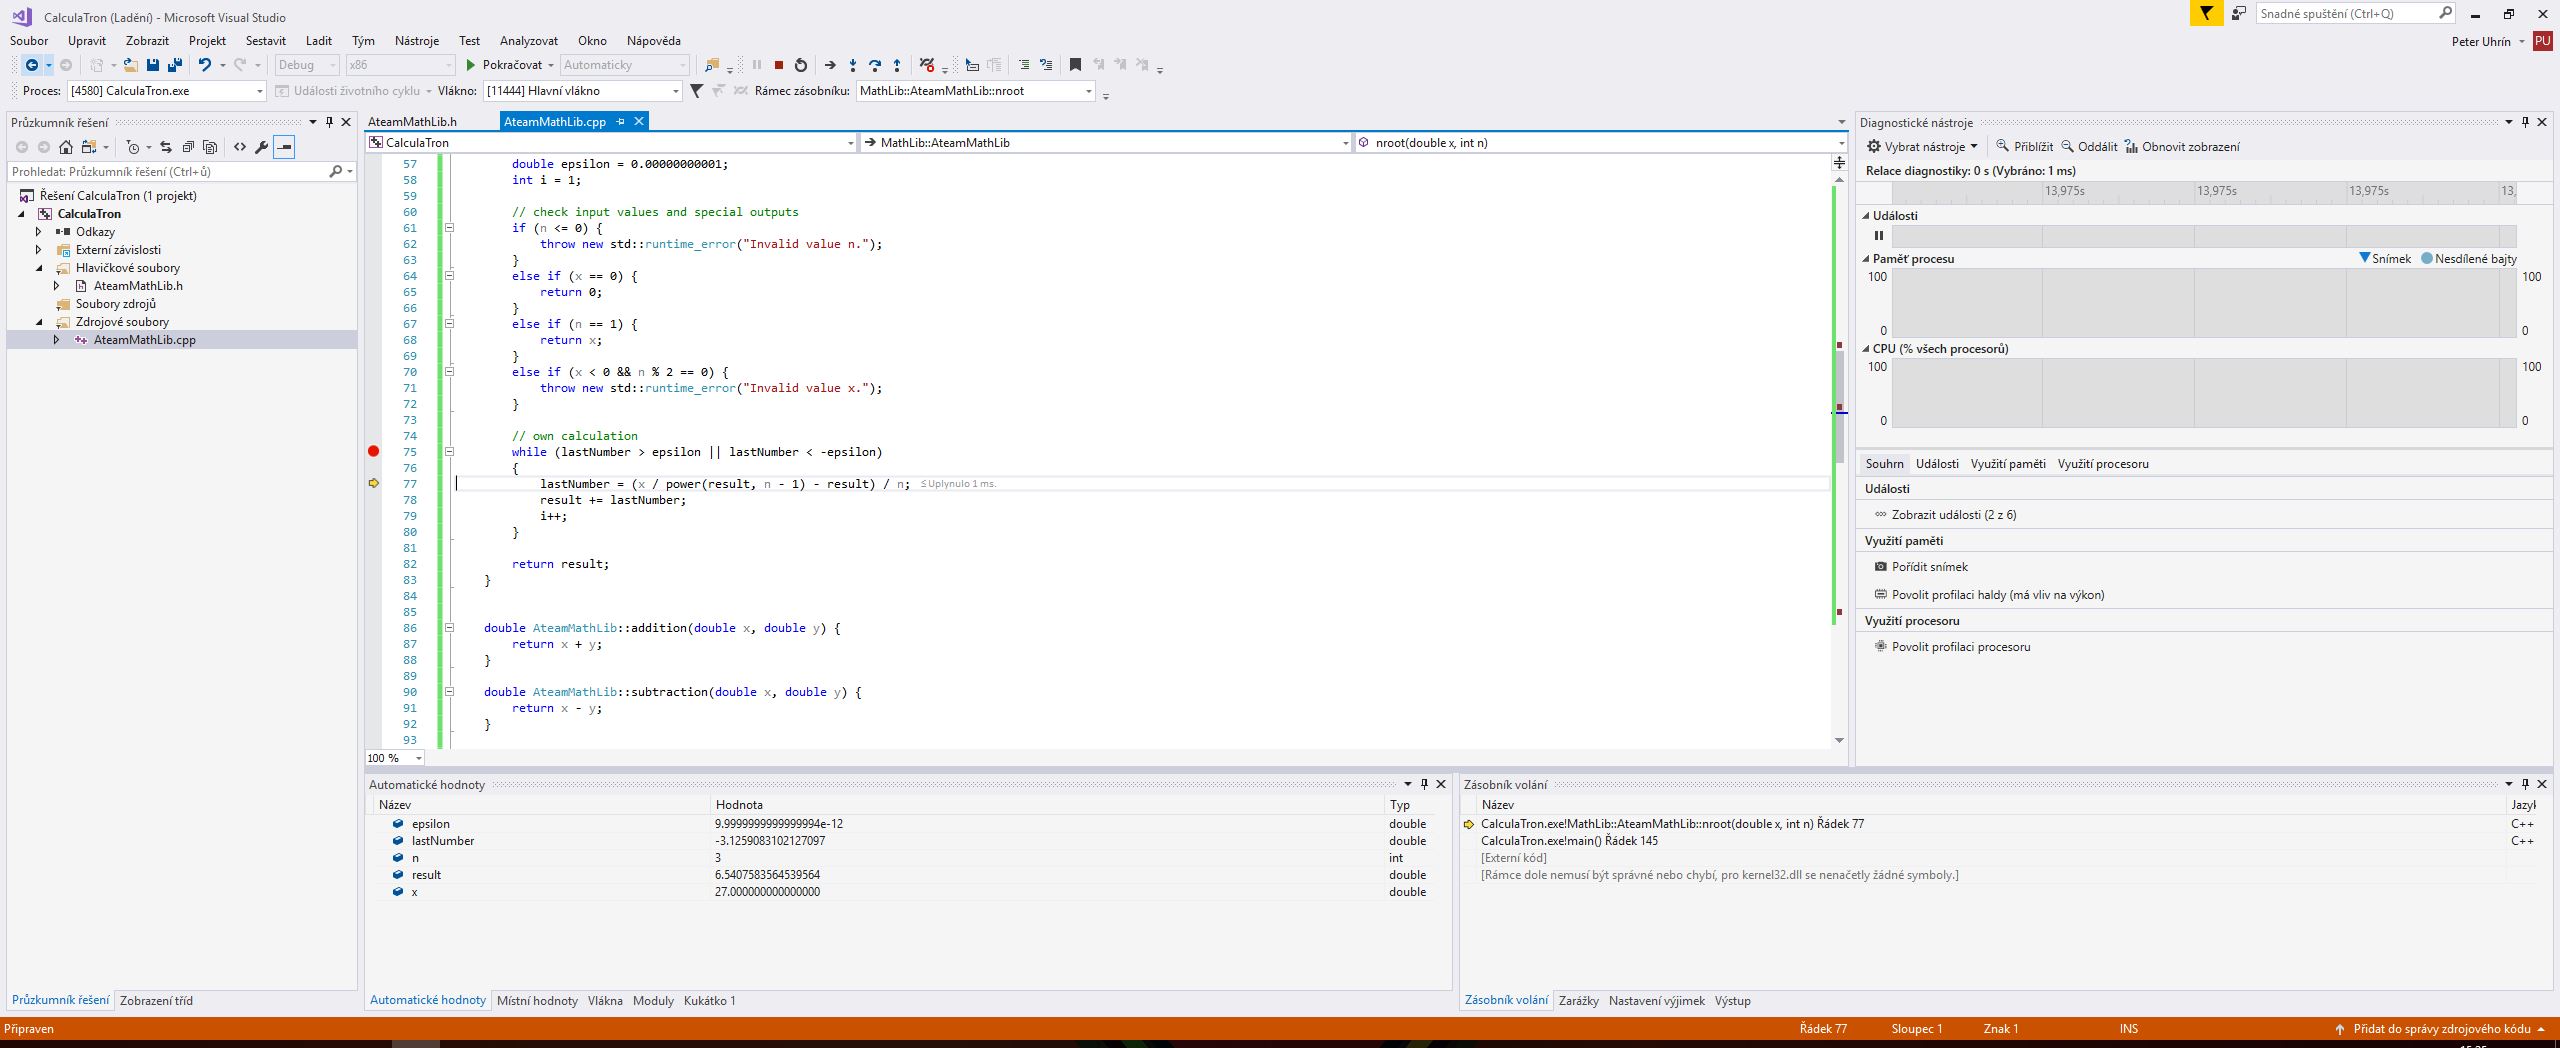 CalculaTron (Ladění) - Microsoft Visual Studio
Snadné spuštění (Ctrl+Q)
Soubor Upravit Zobrazit Projekt Sestavit Ladit Tým Nástroje Test Analyzovat Okno Nápověda
Peter Uhrín PU
Debug x86 Pokračovat Automaticky
Proces: [4580] CalculaTron.exe Události životního cyklu Vlákno: [11444] Hlavní vlákno Rámec zásobníku: MathLib::AteamMathLib::nroot
Průzkumník řešení
Prohledat: Průzkumník řešení (Ctrl+ů)
Řešení CalculaTron (1 projekt)
CalculaTron
Odkazy
Externí závislosti
Hlavičkové soubory
AteamMathLib.h
Soubory zdrojů
Zdrojové soubory
AteamMathLib.cpp
Průzkumník řešení Zobrazení tříd
AteamMathLib.h AteamMathLib.cpp
CalculaTron MathLib::AteamMathLib nroot(double x, int n)
57 double epsilon = 0.00000000001;
58 int i = 1;
59
60 // check input values and special outputs
61 if (n <= 0) {
62 throw new std::runtime_error("Invalid value n.");
63 }
64 else if (x == 0) {
65 return 0;
66 }
67 else if (n == 1) {
68 return x;
69 }
70 else if (x < 0 && n % 2 == 0) {
71 throw new std::runtime_error("Invalid value x.");
72 }
73
74 // own calculation
75 while (lastNumber > epsilon || lastNumber < -epsilon)
76 {
77 lastNumber = (x / power(result, n - 1) - result) / n; ≤ Uplynulo 1 ms.
78 result += lastNumber;
79 i++;
80 }
81
82 return result;
83 }
84
85
86 double AteamMathLib::addition(double x, double y) {
87 return x + y;
88 }
89
90 double AteamMathLib::subtraction(double x, double y) {
91 return x - y;
92 }
93
100 %
Diagnostické nástroje
Vybrat nástroje Přiblížit Oddálit Obnovit zobrazení
Relace diagnostiky: 0 s (Vybráno: 1 ms)
13,975s 13,975s 13,975s 13,
Události
Paměť procesu Snímek Nesdílené bajty
100 100
0 0
CPU (% všech procesorů)
100 100
0 0
Souhrn Události Využití paměti Využití procesoru
Události
Zobrazit události (2 z 6)
Využití paměti
Pořídit snímek
Povolit profilaci haldy (má vliv na výkon)
Využití procesoru
Povolit profilaci procesoru
Automatické hodnoty
Název Hodnota Typ
epsilon 9.9999999999999994e-12 double
lastNumber -3.1259083102127097 double
n 3 int
result 6.5407583564539564 double
x 27.000000000000000 double
Automatické hodnoty Místní hodnoty Vlákna Moduly Kukátko 1
Zásobník volání
Název Jazyk
CalculaTron.exe!MathLib::AteamMathLib::nroot(double x, int n) Řádek 77 C++
CalculaTron.exe!main() Řádek 145 C++
[Externí kód]
[Rámce dole nemusí být správné nebo chybí, pro kernel32.dll se nenačetly žádné symboly.]
Zásobník volání Zarážky Nastavení výjimek Výstup
Připraven Řádek 77 Sloupec 1 Znak 1 INS Přidat do správy zdrojového kódu